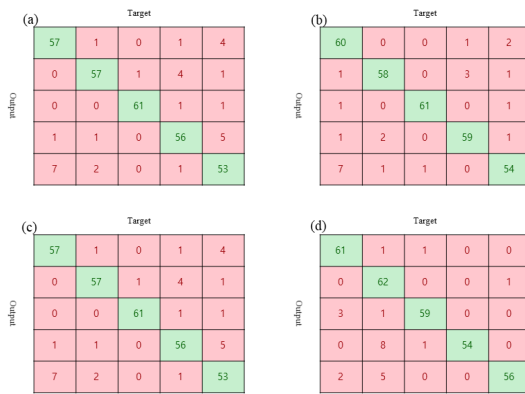 (a)
Target
Output
57 1 0 1 4
0 57 1 4 1
0 0 61 1 1
1 1 0 56 5
7 2 0 1 53
(b)
Target
60 0 0 1 2
1 58 0 3 1
1 0 61 0 1
1 2 0 59 1
7 1 1 0 54
(c)
Target
Output
57 1 0 1 4
0 57 1 4 1
0 0 61 1 1
1 1 0 56 5
7 2 0 1 53
(d)
Target
Output
61 1 1 0 0
0 62 0 0 1
3 1 59 0 0
0 8 1 54 0
2 5 0 0 56
Output